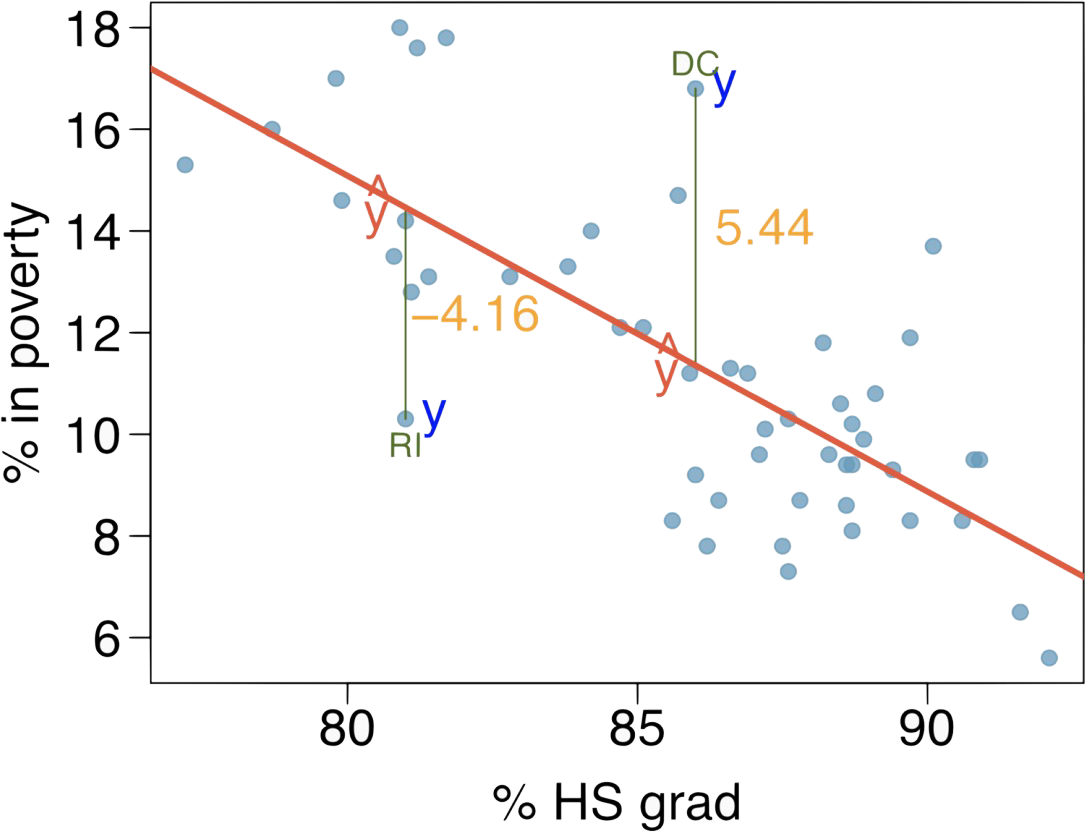 18
16
14
12
10
8
6
% in poverty
DC
y
5.44
ŷ
−4.16
ŷ
y
RI
80 85 90
% HS grad